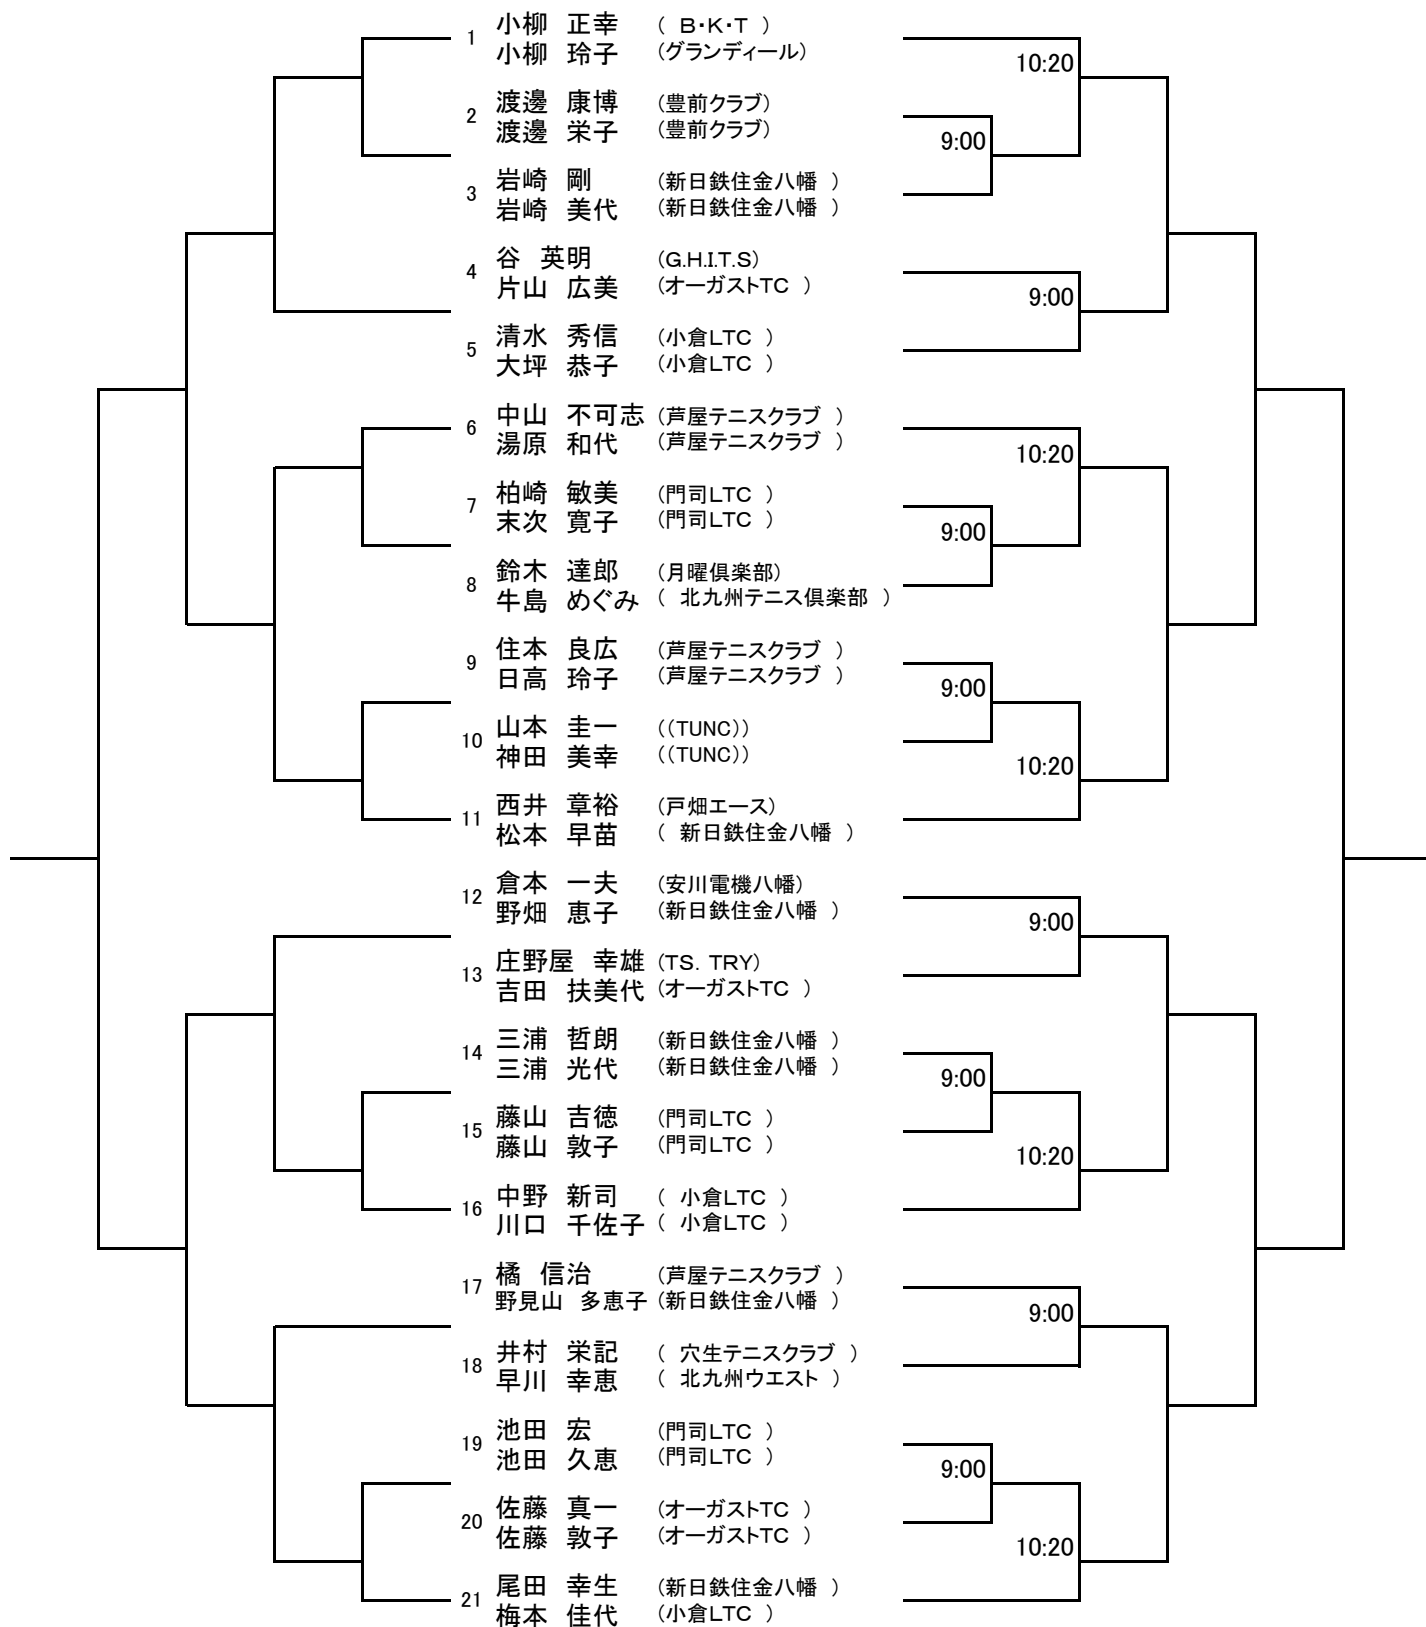 1 小柳 正幸 ( B・K・T )
小柳 玲子 (グランディール)
10:20
2 渡邊 康博 (豊前クラブ)
渡邊 栄子 (豊前クラブ)
9:00
3 岩崎 剛 (新日鉄住金八幡 )
岩崎 美代 (新日鉄住金八幡 )
4 谷 英明 (G.H.I.T.S)
片山 広美 (オーガストTC )
9:00
5 清水 秀信 (小倉LTC )
大坪 恭子 (小倉LTC )
6 中山 不可志 (芦屋テニスクラブ )
湯原 和代 (芦屋テニスクラブ )
10:20
7 柏崎 敏美 (門司LTC )
末次 寛子 (門司LTC )
9:00
8 鈴木 達郎 (月曜倶楽部)
牛島 めぐみ ( 北九州テニス倶楽部 )
9 住本 良広 (芦屋テニスクラブ )
日高 玲子 (芦屋テニスクラブ )
9:00
10 山本 圭一 ((TUNC))
神田 美幸 ((TUNC))
10:20
11 西井 章裕 (戸畑エース)
松本 早苗 ( 新日鉄住金八幡 )
12 倉本 一夫 (安川電機八幡)
野畑 恵子 (新日鉄住金八幡 )
9:00
13 庄野屋 幸雄 (TS. TRY)
吉田 扶美代 (オーガストTC )
14 三浦 哲朗 (新日鉄住金八幡 )
三浦 光代 (新日鉄住金八幡 )
9:00
15 藤山 吉徳 (門司LTC )
藤山 敦子 (門司LTC )
10:20
16 中野 新司 ( 小倉LTC )
川口 千佐子 ( 小倉LTC )
17 橘 信治 (芦屋テニスクラブ )
野見山 多恵子 (新日鉄住金八幡 )
9:00
18 井村 栄記 ( 穴生テニスクラブ )
早川 幸恵 ( 北九州ウエスト )
19 池田 宏 (門司LTC )
池田 久恵 (門司LTC )
9:00
20 佐藤 真一 (オーガストTC )
佐藤 敦子 (オーガストTC )
10:20
21 尾田 幸生 (新日鉄住金八幡 )
梅本 佳代 (小倉LTC )